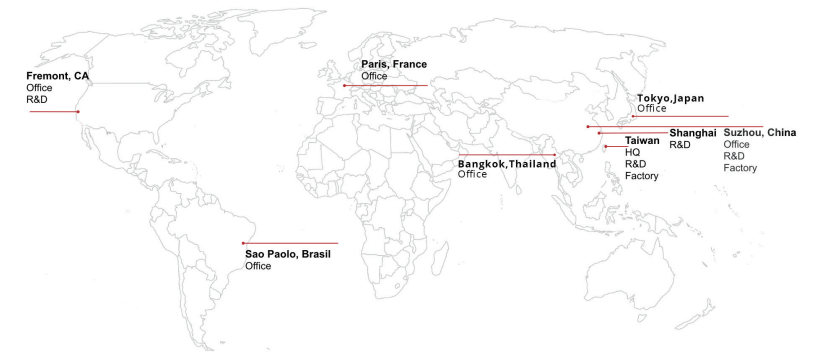 Fremont, CA
Office
R&D
Paris, France
Office
Tokyo,Japan
Office
Bangkok,Thailand
Office
Taiwan
HQ
R&D
Factory
Shanghai
R&D
Suzhou, China
Office
R&D
Factory
Sao Paolo, Brasil
Office